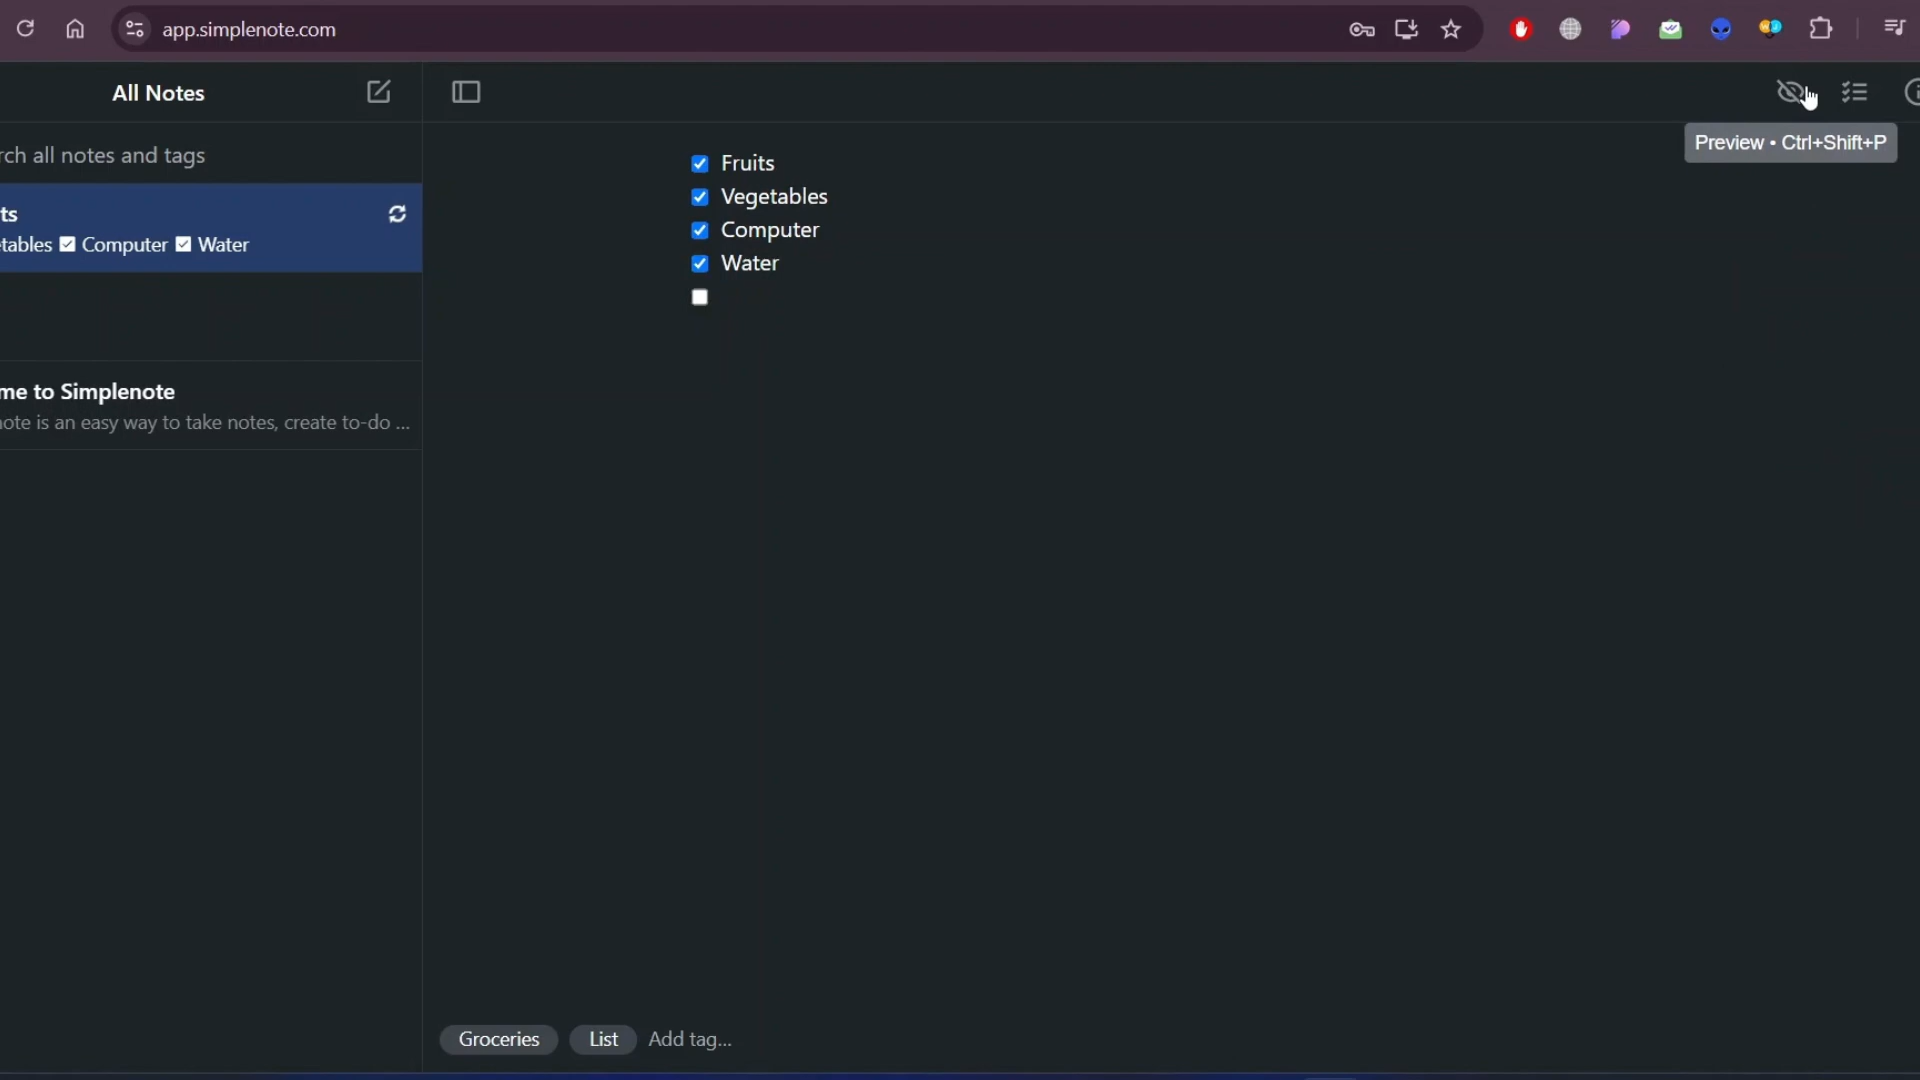 app.simplenote.com
All Notes
Preview • Ctrl+Shift+P
rch all notes and tags
ts
tables Computer Water
me to Simplenote
ote is an easy way to take notes, create to-do ...
Fruits
Vegetables
Computer
Water
Groceries List Add tag...